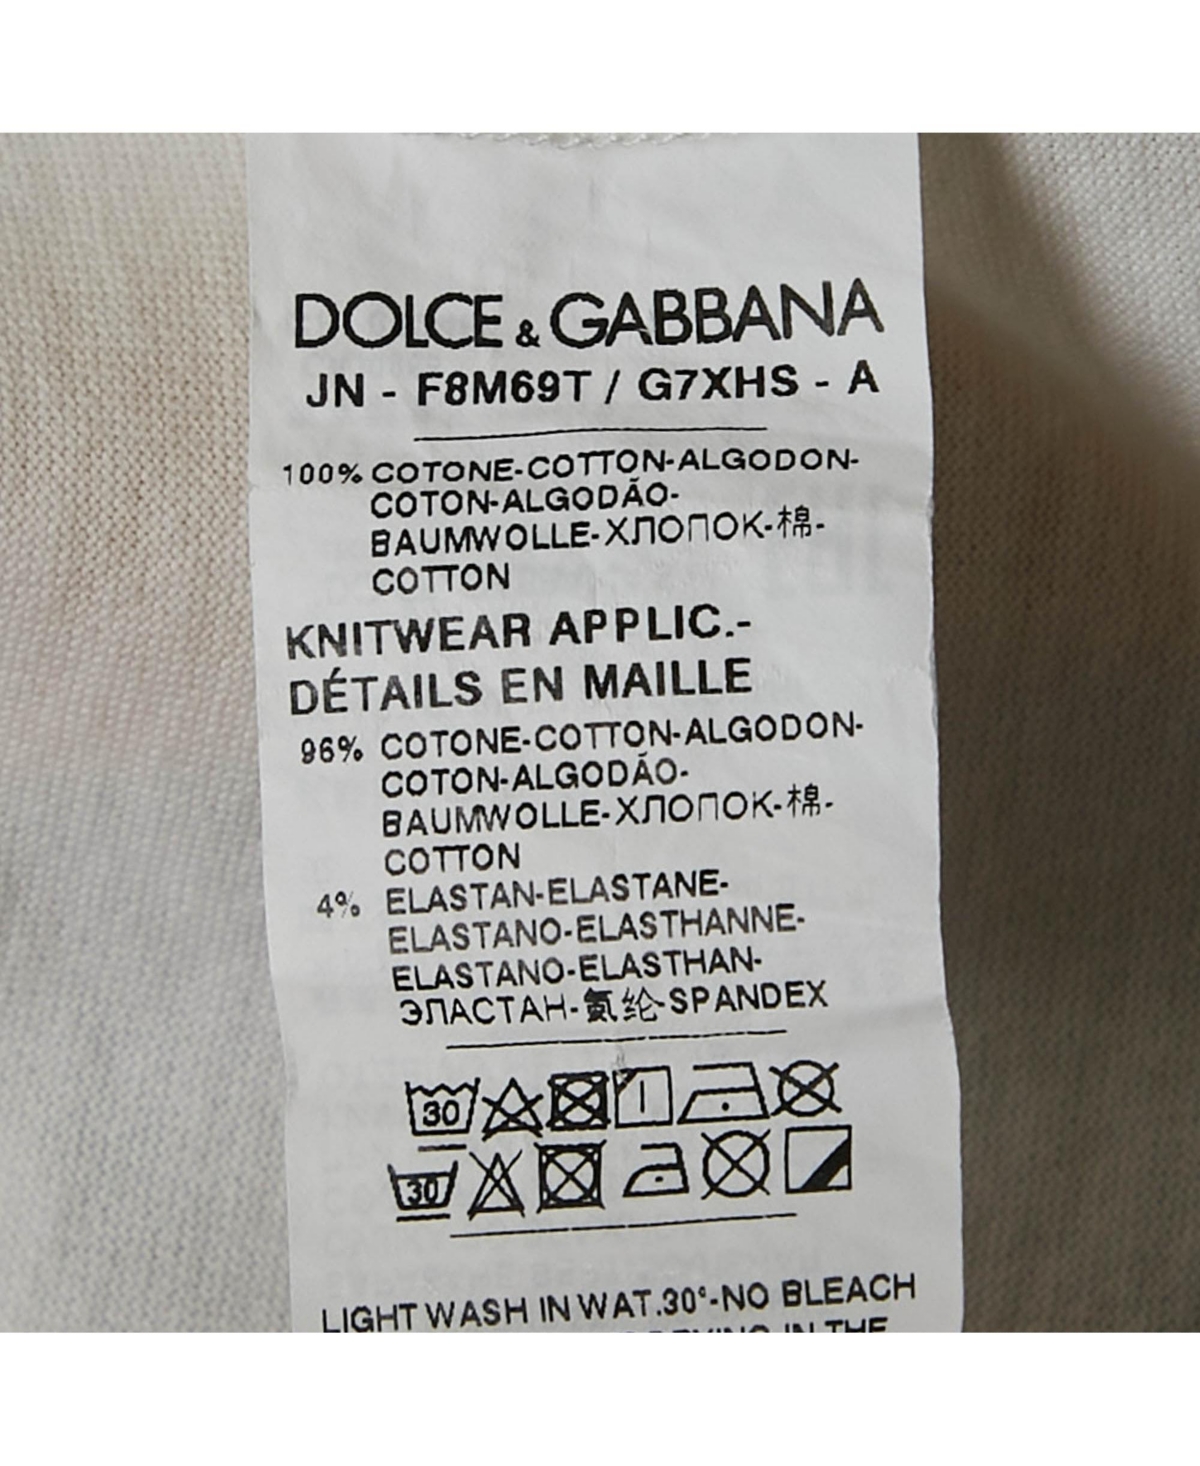 DOLCE & GABBANA
JN - F8M69T / G7XHS - A
100% COTONE-COTTON-ALGODON-
COTON-ALGODÃO-
BAUMWOLLE-ХЛОПОК-棉-
COTTON
KNITWEAR APPLIC.-
DÉTAILS EN MAILLE
96% COTONE-COTTON-ALGODON-
COTON-ALGODÃO-
BAUMWOLLE-ХЛОПОК-棉-
COTTON
4% ELASTAN-ELASTANE-
ELASTANO-ELASTHANNE-
ELASTANO-ELASTHAN-
ЭЛАСТАН-氨纶-SPANDEX
30
30
LIGHT WASH IN WAT.30°-NO BLEACH
IN THE